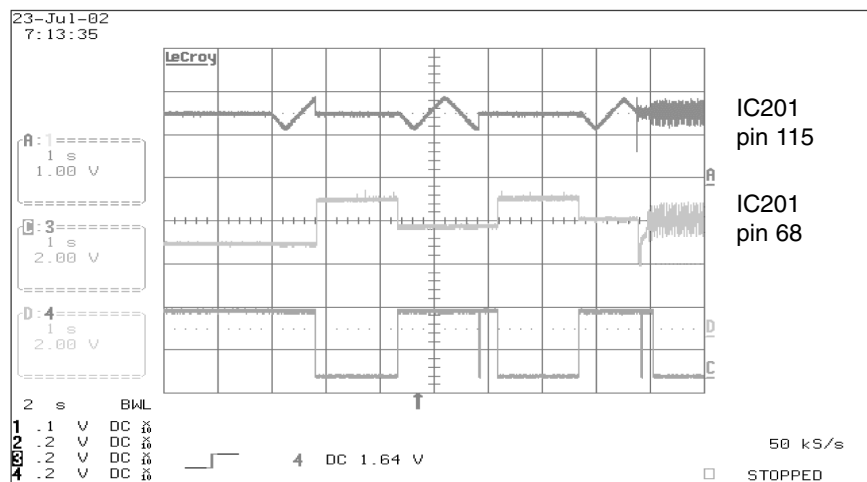 23-Jul-02
7:13:35
LeCroy
A:1
1 s
1.00 V
3
1 s
2.00 V
D:4
1 s
2.00 V
A
D
C
IC201
pin 115
IC201
pin 68
2 s BWL
1 .1 V DC
2 .2 V DC
3 .2 V DC
4 .2 V DC
4 DC 1.64 V
50 kS/s
STOPPED